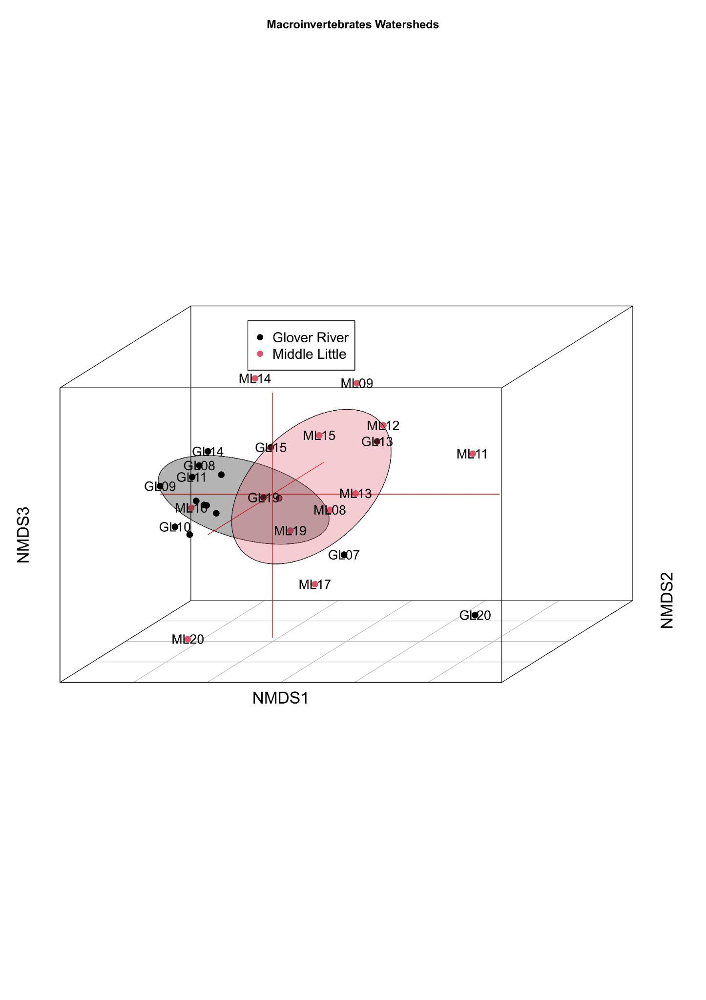 Macroinvertebrates Watersheds
Glover River
Middle Little
ML14
ML09
ML12
ML15
GL13
GL15
GL14
ML11
GL08
GL11
GL09
ML13
GL19
ML16
ML08
GL10
ML19
GL07
ML17
GL20
ML20
NMDS3
NMDS2
NMDS1